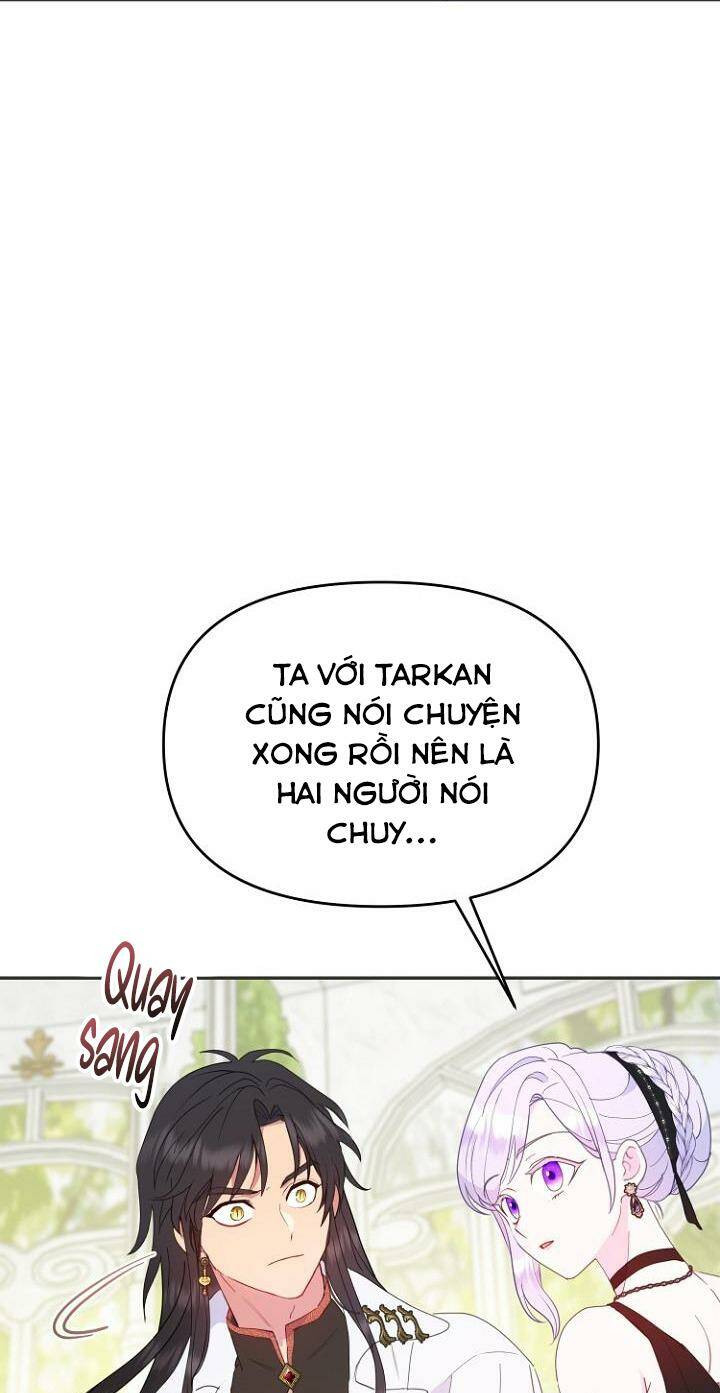 TA VỚI TARKAN
CŨNG NÓI CHUYỆN
XONG RỒI NÊN LÀ
HAI NGƯỜI NÓI
CHUY...
Quay
sang